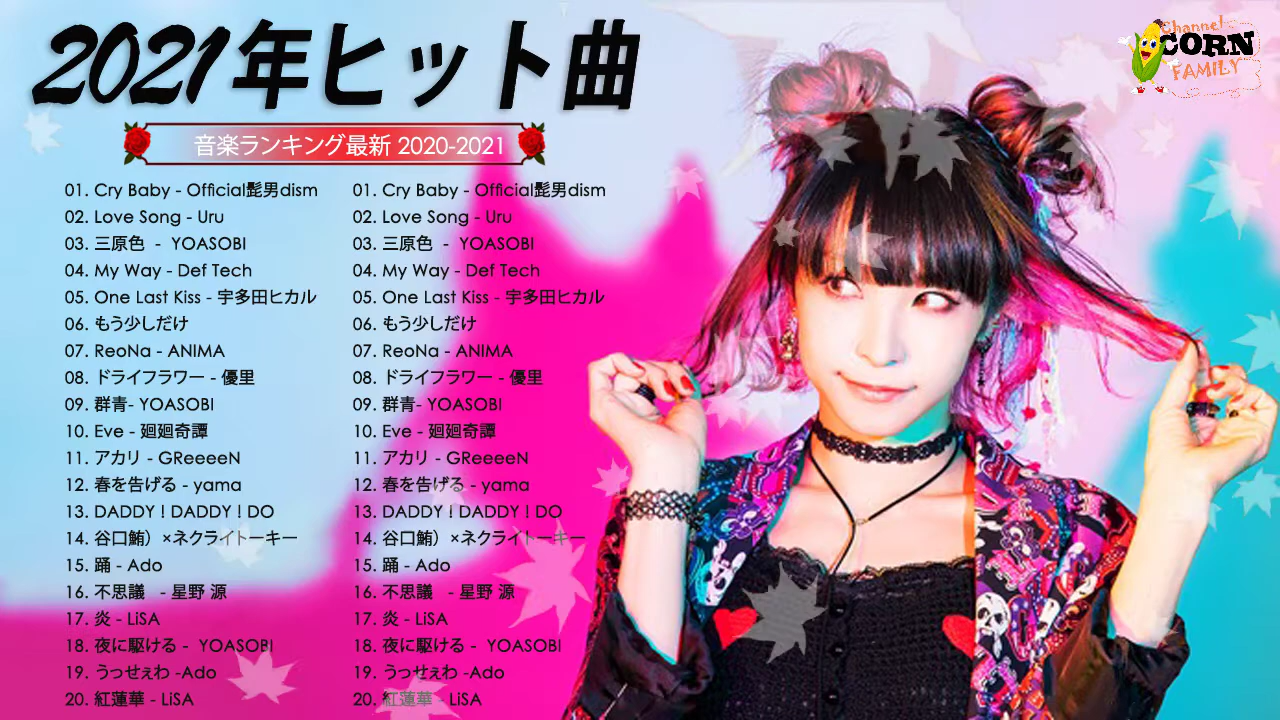 2021年ヒット曲
Channel
CORN
FAMILY
音楽ランキング最新 2020-2021
01. Cry Baby - Official髭男dism
02. Love Song - Uru
03. 三原色 - YOASOBI
04. My Way - Def Tech
05. One Last Kiss - 宇多田ヒカル
06. もう少しだけ
07. ReoNa - ANIMA
08. ドライフラワー - 優里
09. 群青- YOASOBI
10. Eve - 廻廻奇譚
11. アカリ - GReeeeN
12. 春を告げる - yama
13. DADDY ! DADDY ! DO
14. 谷口鮪）×ネクライトーキー
15. 踊 - Ado
16. 不思議 - 星野 源
17. 炎 - LiSA
18. 夜に駆ける - YOASOBI
19. うっせぇわ -Ado
20. 紅蓮華 - LiSA
01. Cry Baby - Official髭男dism
02. Love Song - Uru
03. 三原色 - YOASOBI
04. My Way - Def Tech
05. One Last Kiss - 宇多田ヒカル
06. もう少しだけ
07. ReoNa - ANIMA
08. ドライフラワー - 優里
09. 群青- YOASOBI
10. Eve - 廻廻奇譚
11. アカリ - GReeeeN
12. 春を告げる - yama
13. DADDY ! DADDY ! DO
14. 谷口鮪）×ネクライトーキー
15. 踊 - Ado
16. 不思議 - 星野 源
17. 炎 - LiSA
18. 夜に駆ける - YOASOBI
19. うっせぇわ -Ado
20. 紅蓮華 - LiSA